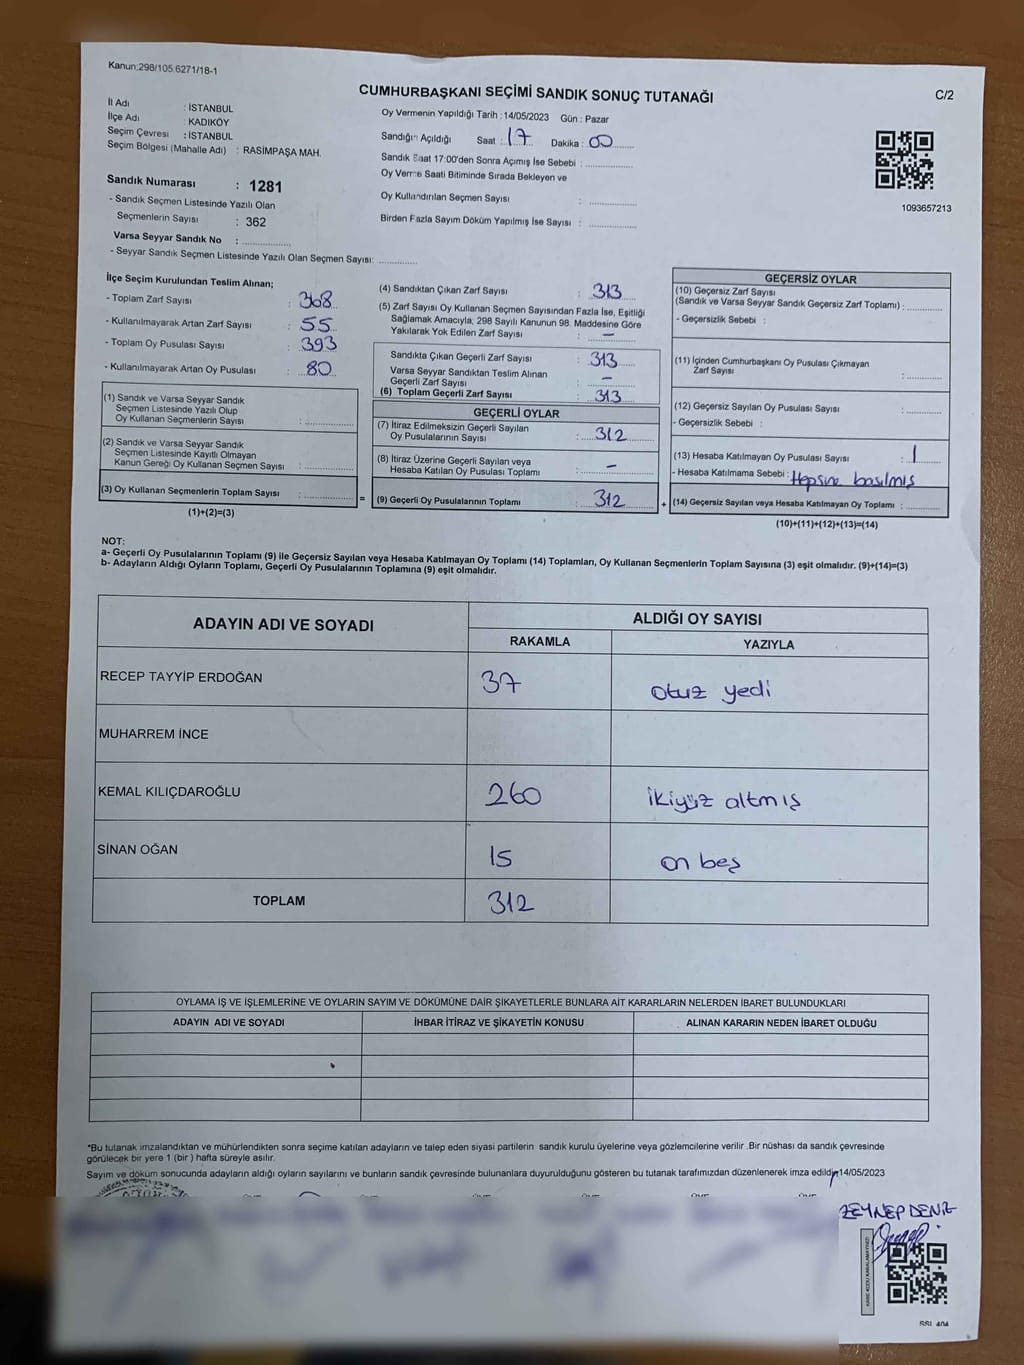 Kanun:298/105.6271/18-1
CUMHURBAŞKANI SEÇİMİ SANDIK SONUÇ TUTANAĞI
C/2
İl Adı : İSTANBUL
İlçe Adı : KADIKÖY
Seçim Çevresi : İSTANBUL
Seçim Bölgesi (Mahalle Adı) : RASİMPAŞA MAH.
Sandık Numarası : 1281
- Sandık Seçmen Listesinde Yazılı Olan
Seçmenlerin Sayısı : 362
Varsa Seyyar Sandık No : ................
- Seyyar Sandık Seçmen Listesinde Yazılı Olan Seçmen Sayısı: ............
Oy Vermenin Yapıldığı Tarih : 14/05/2023 Gün : Pazar
Sandığın Açıldığı Saat : 17 Dakika : 00
Sandık Saat 17:00'den Sonra Açımış İse Sebebi : ................
Oy Verme Saati Bitiminde Sırada Bekleyen ve
Oy Kullandırılan Seçmen Sayısı : ................
Birden Fazla Sayım Döküm Yapılmış İse Sayısı : ................
1093657213
İlçe Seçim Kurulundan Teslim Alınan;
- Toplam Zarf Sayısı : 368
- Kullanılmayarak Artan Zarf Sayısı : 55
- Toplam Oy Pusulası Sayısı : 393
- Kullanılmayarak Artan Oy Pusulası : 80
(1) Sandık ve Varsa Seyyar Sandık
Seçmen Listesinde Yazılı Olup
Oy Kullanan Seçmenlerin Sayısı : ................
(2) Sandık ve Varsa Seyyar Sandık
Seçmen Listesinde Kayıtlı Olmayan
Kanun Gereği Oy Kullanan Seçmen Sayısı : ................
(3) Oy Kullanan Seçmenlerin Toplam Sayısı : ................ =
(1)+(2)=(3)
(4) Sandıktan Çıkan Zarf Sayısı : 313
(5) Zarf Sayısı Oy Kullanan Seçmen Sayısından Fazla İse, Eşitliği
Sağlamak Amacıyla, 298 Sayılı Kanunun 98. Maddesine Göre
Yakılarak Yok Edilen Zarf Sayısı : -
Sandıkta Çıkan Geçerli Zarf Sayısı : 313
Varsa Seyyar Sandıktan Teslim Alınan
Geçerli Zarf Sayısı : -
(6) Toplam Geçerli Zarf Sayısı : 313
GEÇERLİ OYLAR
(7) İtiraz Edilmeksizin Geçerli Sayılan
Oy Pusulalarının Sayısı : 312
(8) İtiraz Üzerine Geçerli Sayılan veya
Hesaba Katılan Oy Pusulası Toplamı : -
(9) Geçerli Oy Pusulalarının Toplamı : 312 +
GEÇERSİZ OYLAR
(10) Geçersiz Zarf Sayısı
(Sandık ve Varsa Seyyar Sandık Geçersiz Zarf Toplamı) : ............
- Geçersizlik Sebebi :
(11) İçinden Cumhurbaşkanı Oy Pusulası Çıkmayan
Zarf Sayısı : ............
(12) Geçersiz Sayılan Oy Pusulası Sayısı : ............
- Geçersizlik Sebebi :
(13) Hesaba Katılmayan Oy Pusulası Sayısı : 1
- Hesaba Katılmama Sebebi : Hepsine basılmış
(14) Geçersiz Sayılan veya Hesaba Katılmayan Oy Toplamı : ............
(10)+(11)+(12)+(13)=(14)
NOT:
a- Geçerli Oy Pusulalarının Toplamı (9) ile Geçersiz Sayılan veya Hesaba Katılmayan Oy Toplamı (14) Toplamları, Oy Kullanan Seçmenlerin Toplam Sayısına (3) eşit olmalıdır. (9)+(14)=(3)
b- Adayların Aldığı Oyların Toplamı, Geçerli Oy Pusulalarının Toplamına (9) eşit olmalıdır.
ADAYIN ADI VE SOYADI
ALDIĞI OY SAYISI
RAKAMLA YAZIYLA
RECEP TAYYİP ERDOĞAN 37 otuz yedi
MUHARREM İNCE
KEMAL KILIÇDAROĞLU 260 ikiyüz altmış
SİNAN OĞAN 15 on beş
TOPLAM 312
OYLAMA İŞ VE İŞLEMLERİNE VE OYLARIN SAYIM VE DÖKÜMÜNE DAİR ŞİKAYETLERLE BUNLARA AİT KARARLARIN NELERDEN İBARET BULUNDUKLARI
ADAYIN ADI VE SOYADI İHBAR İTİRAZ VE ŞİKAYETİN KONUSU ALINAN KARARIN NEDEN İBARET OLDUĞU
*Bu tutanak imzalandıktan ve mühürlendikten sonra seçime katılan adayların ve talep eden siyasi partilerin sandık kurulu üyelerine veya gözlemcilerine verilir .Bir nüshası da sandık çevresinde
görülecek bir yere 1 (bir ) hafta süreyle asılır.
Sayım ve döküm sonucunda adayların aldığı oyların sayılarını ve bunların sandık çevresinde bulunanlara duyurulduğunu gösteren bu tutanak tarafımızdan düzenlenerek imza edildi. 14/05/2023
ZEYNEP DENİZ